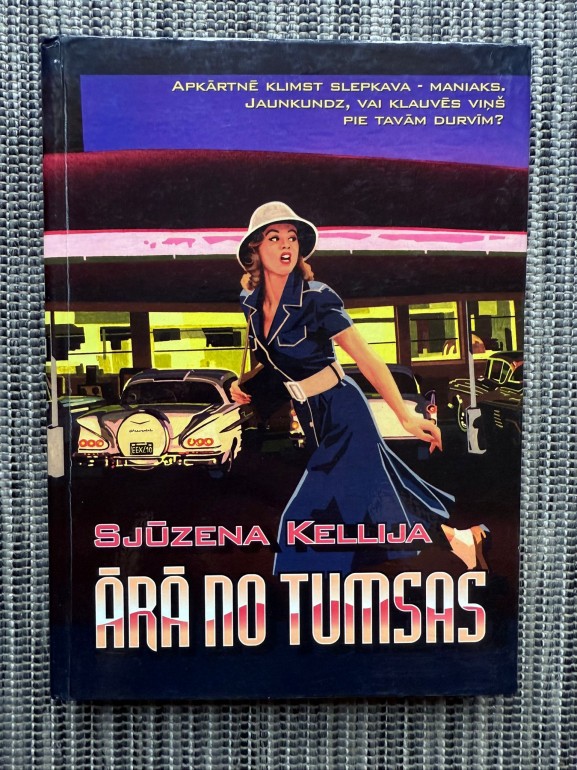 APKĀRTNĒ KLIMST SLEPKAVA - MANIAKS.
JAUNKUNDZ, VAI KLAUVĒS VIŅŠ
PIE TAVĀM DURVĪM?
SJŪZENA KELLIJA
ĀRĀ NO TUMSAS